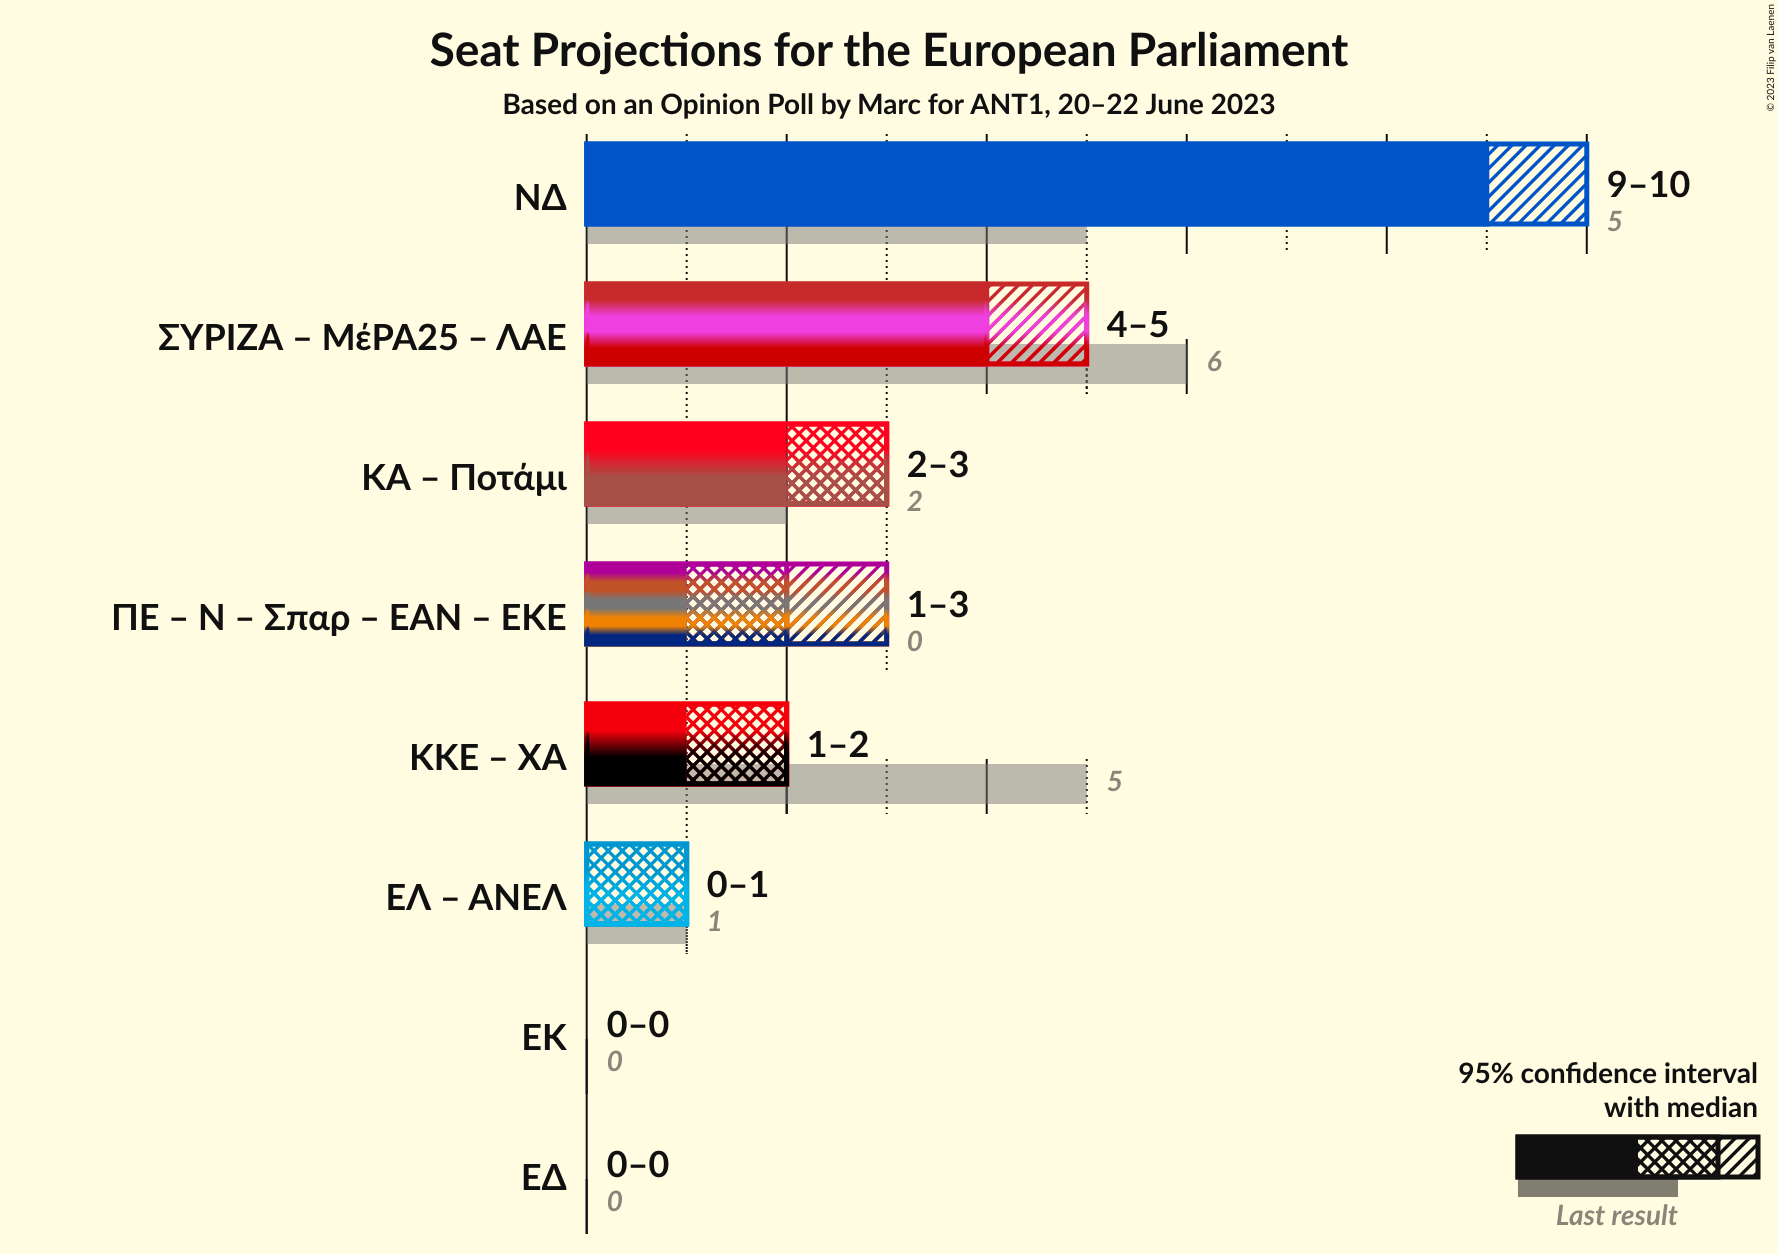 Seat Projections for the European Parliament
Based on an Opinion Poll by Marc for ANT1, 20–22 June 2023
© 2023 Filip van Laenen
ΝΔ
9–10
5
ΣΥΡΙΖΑ – ΜέΡΑ25 – ΛΑΕ
4–5
6
ΚΑ – Ποτάμι
2–3
2
ΠΕ – Ν – Σπαρ – ΕΑΝ – ΕΚΕ
1–3
0
ΚΚΕ – ΧΑ
1–2
5
ΕΛ – ΑΝΕΛ
0–1
1
ΕΚ
0–0
0
ΕΔ
0–0
0
95% confidence interval
with median
Last result